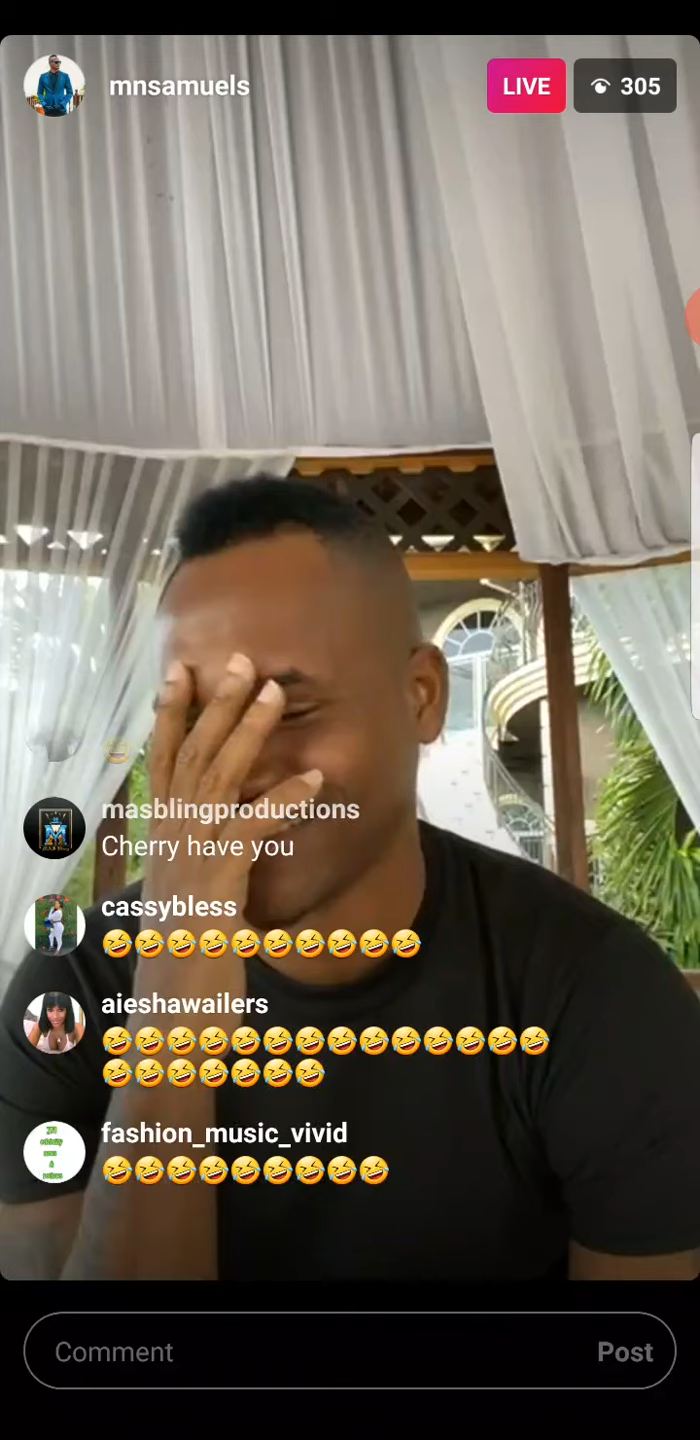 mnsamuels
LIVE
305
masblingproductions
Cherry have you
cassybless
🤣🤣🤣🤣🤣🤣🤣🤣🤣🤣
aieshawailers
🤣🤣🤣🤣🤣🤣🤣🤣🤣🤣🤣🤣🤣🤣
🤣🤣🤣🤣🤣🤣🤣
fashion_music_vivid
🤣🤣🤣🤣🤣🤣🤣🤣🤣
Comment
Post